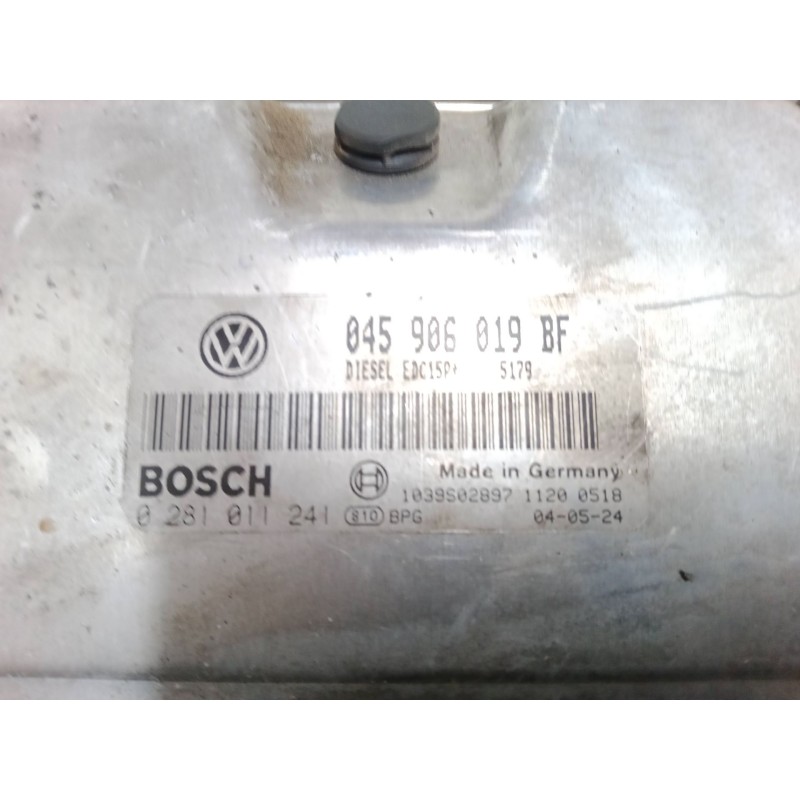 045 906 019 BF
DIESEL EDC15P+ 5179
BOSCH
Made in Germany
1039S02897 1120 0518
0 281 011 241 810 BPG 04-05-24